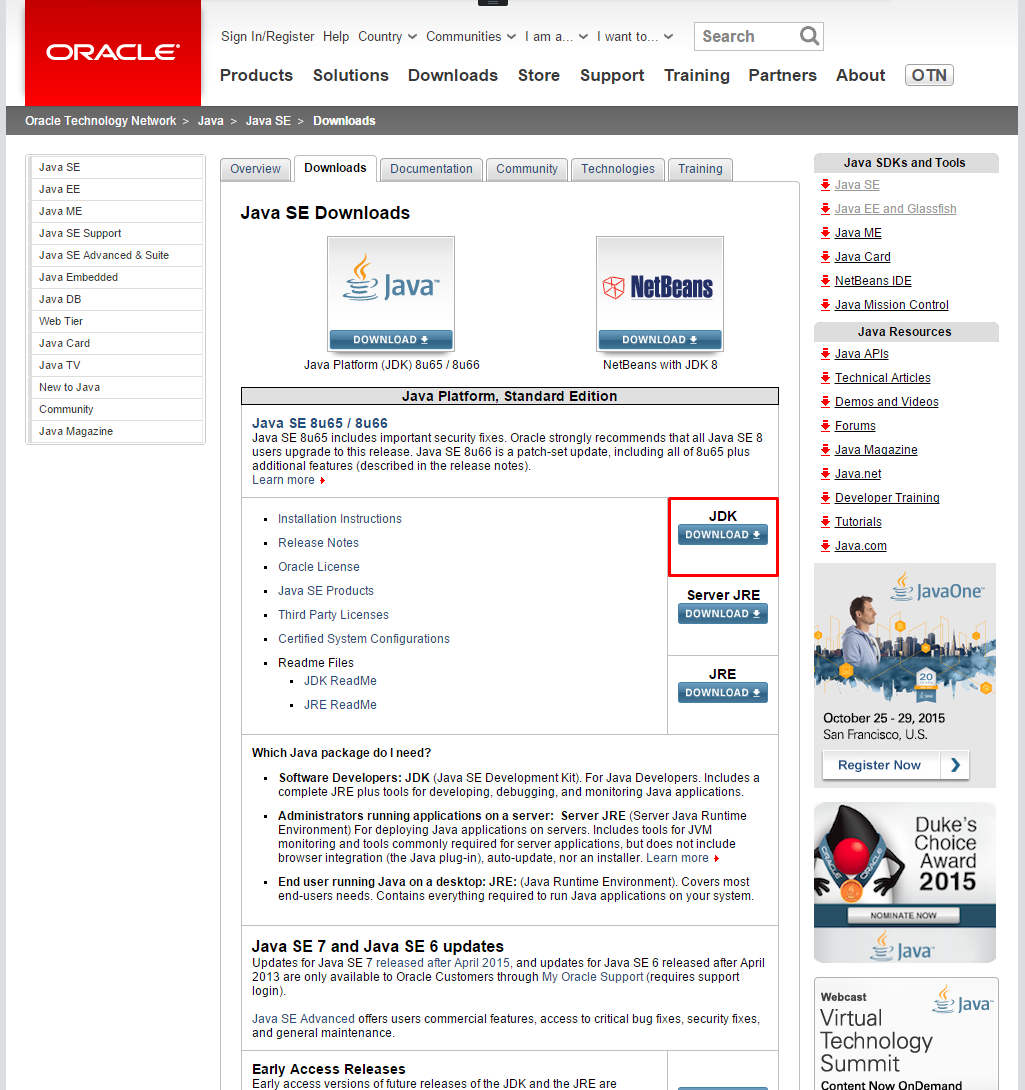 ORACLE
Sign In/Register Help Country Communities I am a... I want to... Search
Products Solutions Downloads Store Support Training Partners About OTN
Oracle Technology Network > Java > Java SE > Downloads
Java SE
Java EE
Java ME
Java SE Support
Java SE Advanced & Suite
Java Embedded
Java DB
Web Tier
Java Card
Java TV
New to Java
Community
Java Magazine
Overview Downloads Documentation Community Technologies Training
Java SE Downloads
Java™
DOWNLOAD
Java Platform (JDK) 8u65 / 8u66
NetBeans
DOWNLOAD
NetBeans with JDK 8
Java Platform, Standard Edition
Java SE 8u65 / 8u66
Java SE 8u65 includes important security fixes. Oracle strongly recommends that all Java SE 8
users upgrade to this release. Java SE 8u66 is a patch-set update, including all of 8u65 plus
additional features (described in the release notes).
Learn more
Installation Instructions
Release Notes
Oracle License
Java SE Products
Third Party Licenses
Certified System Configurations
Readme Files
JDK ReadMe
JRE ReadMe
JDK
DOWNLOAD
Server JRE
DOWNLOAD
JRE
DOWNLOAD
Which Java package do I need?
Software Developers: JDK (Java SE Development Kit). For Java Developers. Includes a
complete JRE plus tools for developing, debugging, and monitoring Java applications.
Administrators running applications on a server: Server JRE (Server Java Runtime
Environment) For deploying Java applications on servers. Includes tools for JVM
monitoring and tools commonly required for server applications, but does not include
browser integration (the Java plug-in), auto-update, nor an installer. Learn more
End user running Java on a desktop: JRE: (Java Runtime Environment). Covers most
end-users needs. Contains everything required to run Java applications on your system.
Java SE 7 and Java SE 6 updates
Updates for Java SE 7 released after April 2015, and updates for Java SE 6 released after April
2013 are only available to Oracle Customers through My Oracle Support (requires support
login).
Java SE Advanced offers users commercial features, access to critical bug fixes, security fixes,
and general maintenance.
Early Access Releases
Early access versions of future releases of the JDK and the JRE are
Java SDKs and Tools
Java SE
Java EE and Glassfish
Java ME
Java Card
NetBeans IDE
Java Mission Control
Java Resources
Java APIs
Technical Articles
Demos and Videos
Forums
Java Magazine
Java.net
Developer Training
Tutorials
Java.com
JavaOne™
20
October 25 - 29, 2015
San Francisco, U.S.
Register Now
Duke's
Choice
Award
2015
ORACLE ORACLE
NOMINATE NOW
Java™
Webcast
Java™
Virtual
Technology
Summit
Content Now OnDemand